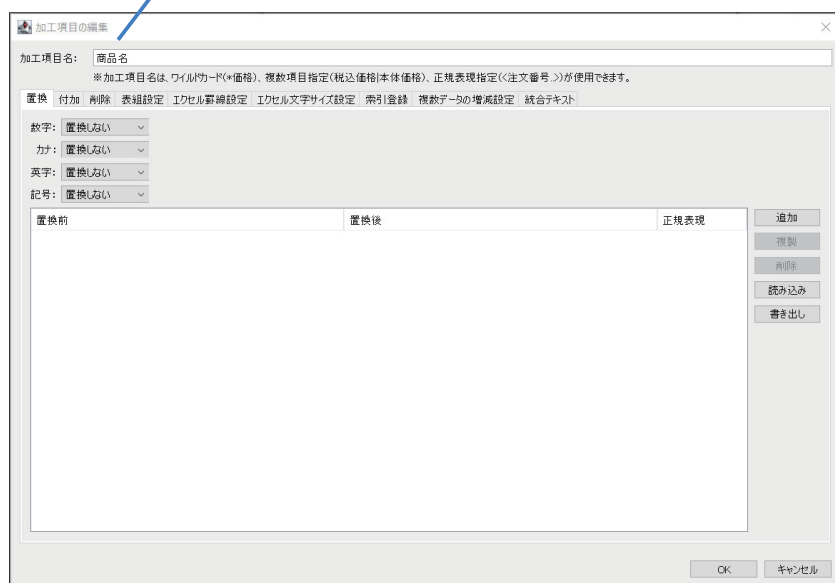 加工項目の編集
加工項目名: 商品名
※加工項目名は、ワイルドカード(*価格)、複数項目指定(税込価格|本体価格)、正規表現指定(<注文番号..>)が使用できます。
置換 付加 削除 表組設定 エクセル罫線設定 エクセル文字サイズ設定 索引登録 複数データの増減設定 統合テキスト
数字: 置換しない
カナ: 置換しない
英字: 置換しない
記号: 置換しない
置換前 置換後 正規表現
追加
複製
削除
読み込み
書き出し
OK キャンセル